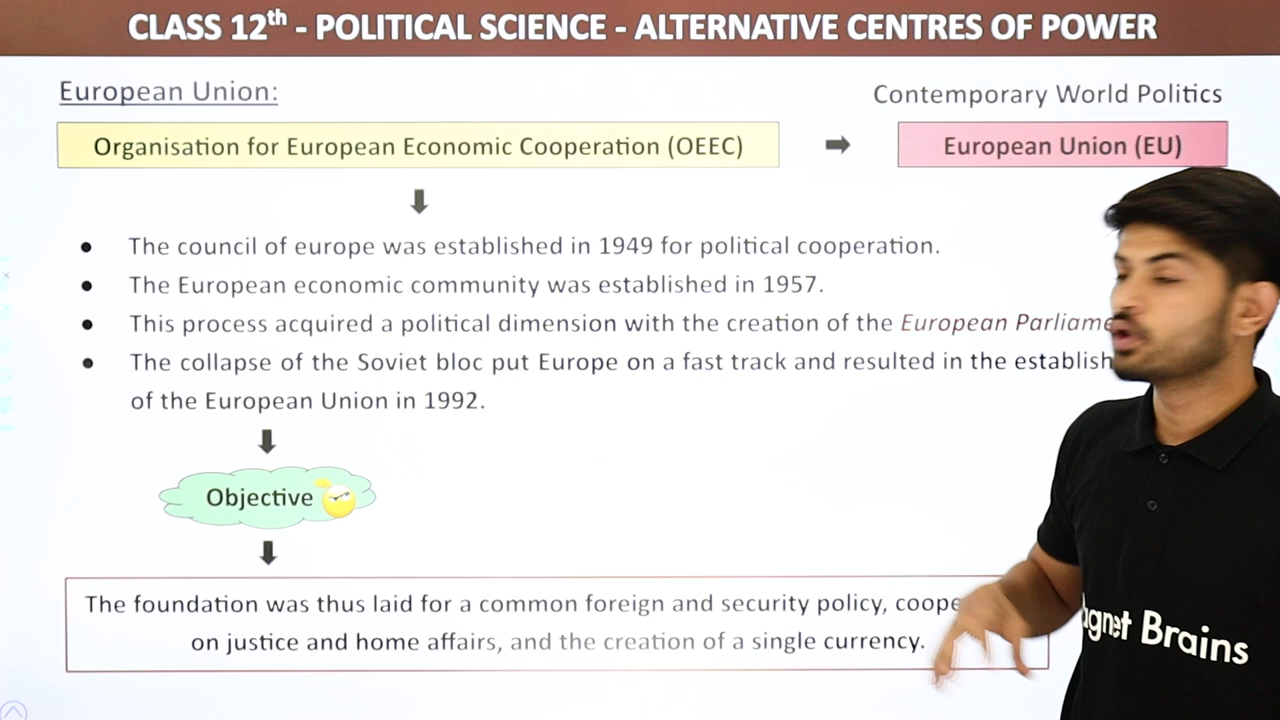 CLASS 12th - POLITICAL SCIENCE - ALTERNATIVE CENTRES OF POWER
European Union:
Contemporary World Politics
Organisation for European Economic Cooperation (OEEC)
European Union (EU)
The council of europe was established in 1949 for political cooperation.
The European economic community was established in 1957.
This process acquired a political dimension with the creation of the European
The collapse of the Soviet bloc put Europe on a fast track and resulted in the
of the European Union in 1992.
Objective
The foundation was thus laid for a common foreign and security policy,
on justice and home affairs, and the creation of a single currency.
Brains